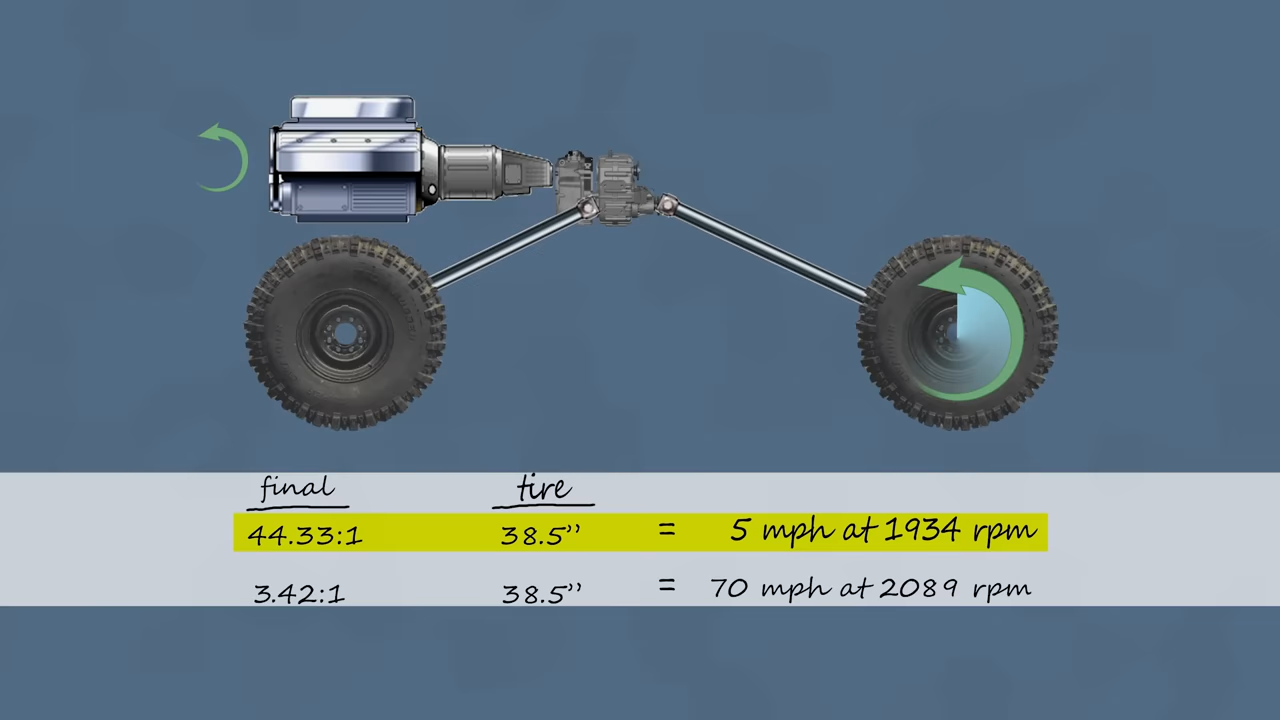 final tire
44.33:1 38.5” = 5 mph at 1934 rpm
3.42:1 38.5” = 70 mph at 2089 rpm